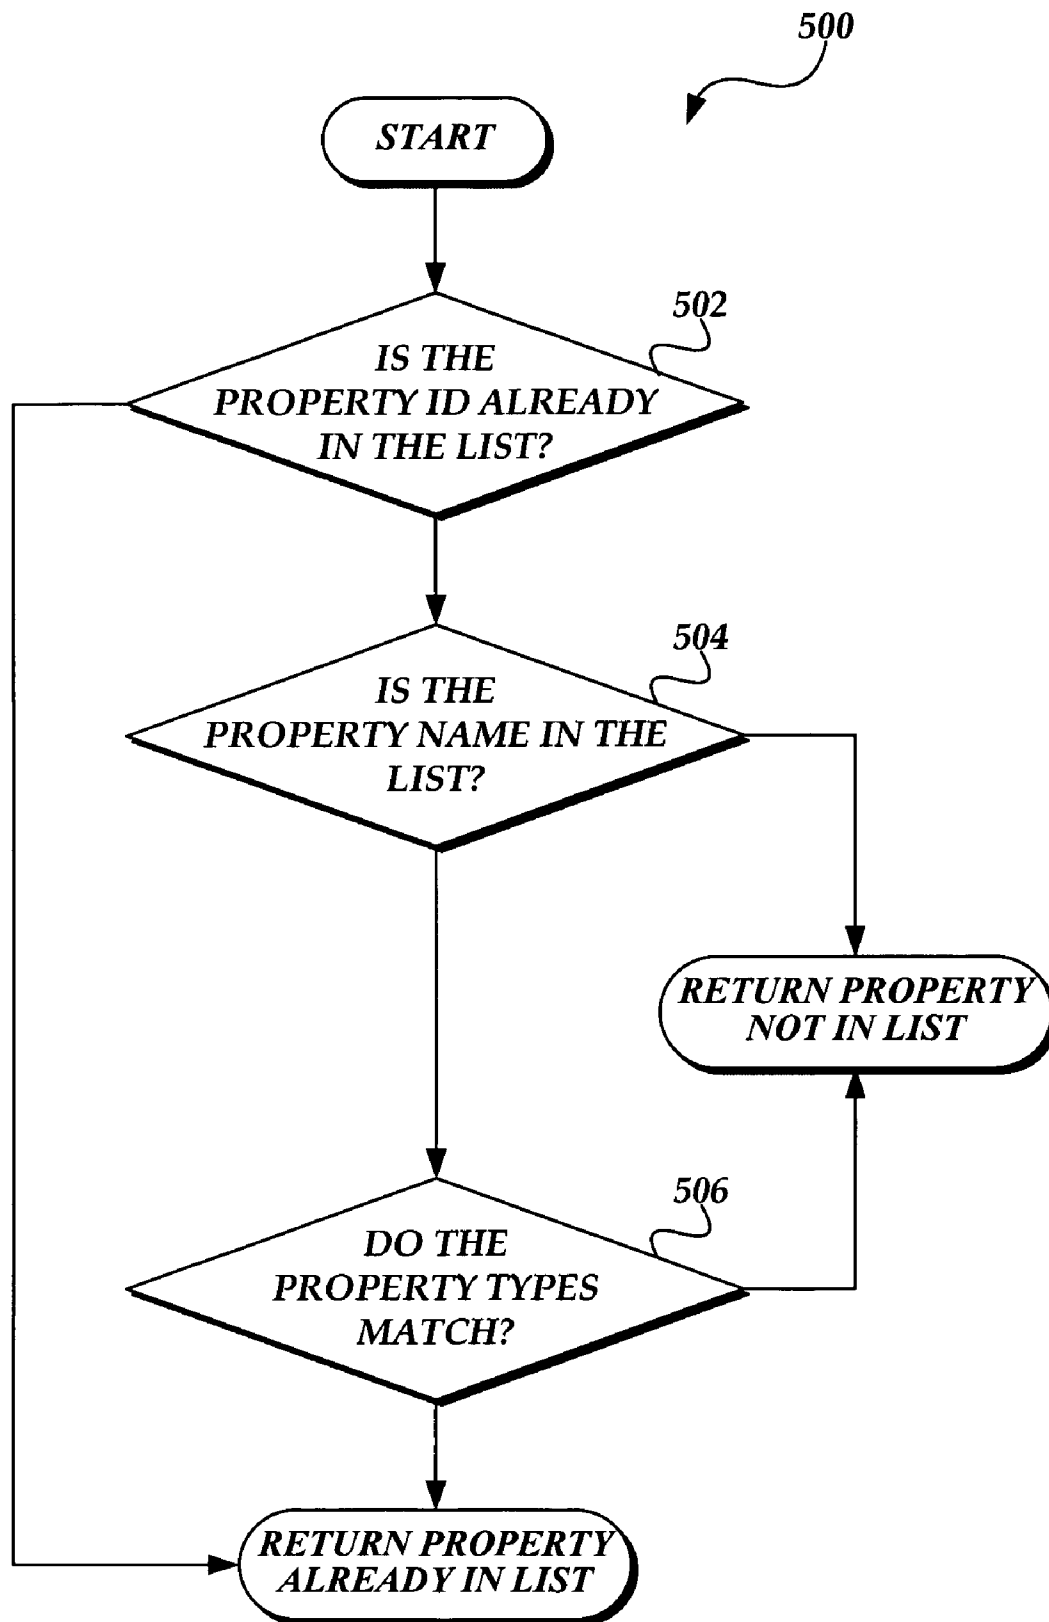 500
START
502
IS THE
PROPERTY ID ALREADY
IN THE LIST?
504
IS THE
PROPERTY NAME IN THE
LIST?
RETURN PROPERTY
NOT IN LIST
506
DO THE
PROPERTY TYPES
MATCH?
RETURN PROPERTY
ALREADY IN LIST